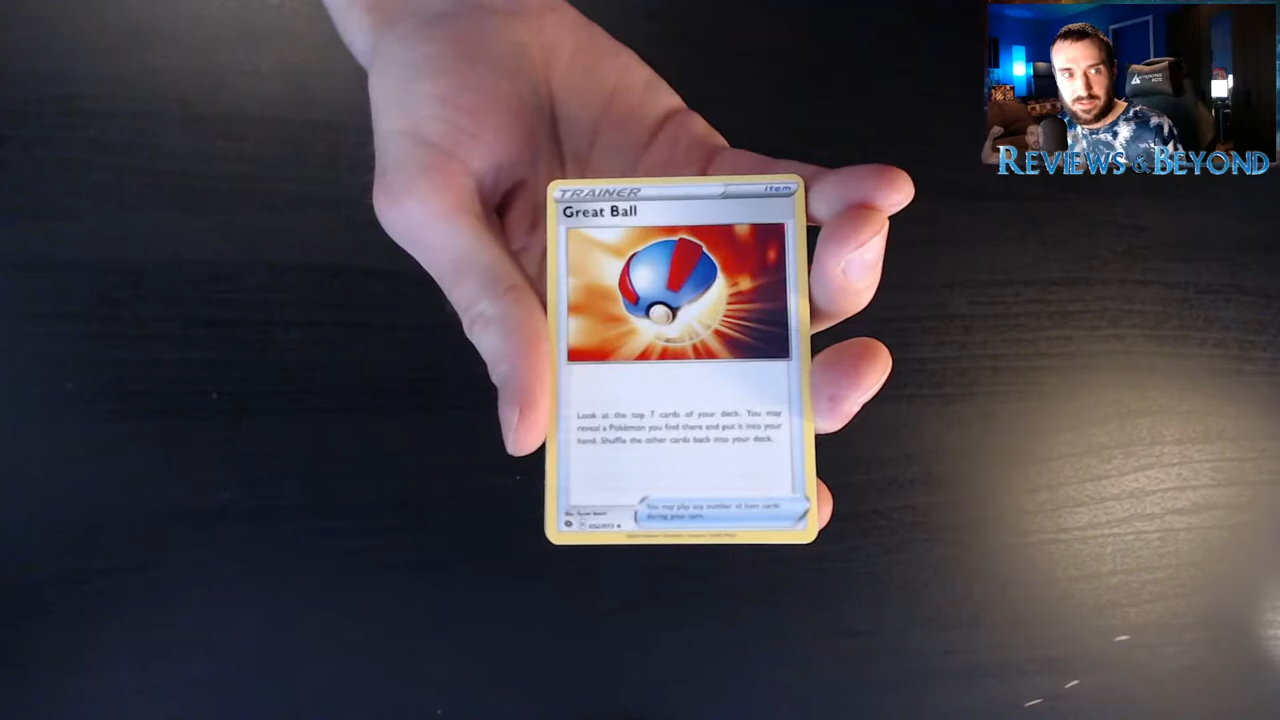 REVIEWS & BEYOND
TRAINER
Item
Great Ball
Look at the top 7 cards of your deck. You may
reveal a Pokémon you find there and put it into your
hand. Shuffle the other cards back into your deck.
You may play any number of Item cards
during your turn.
052/073